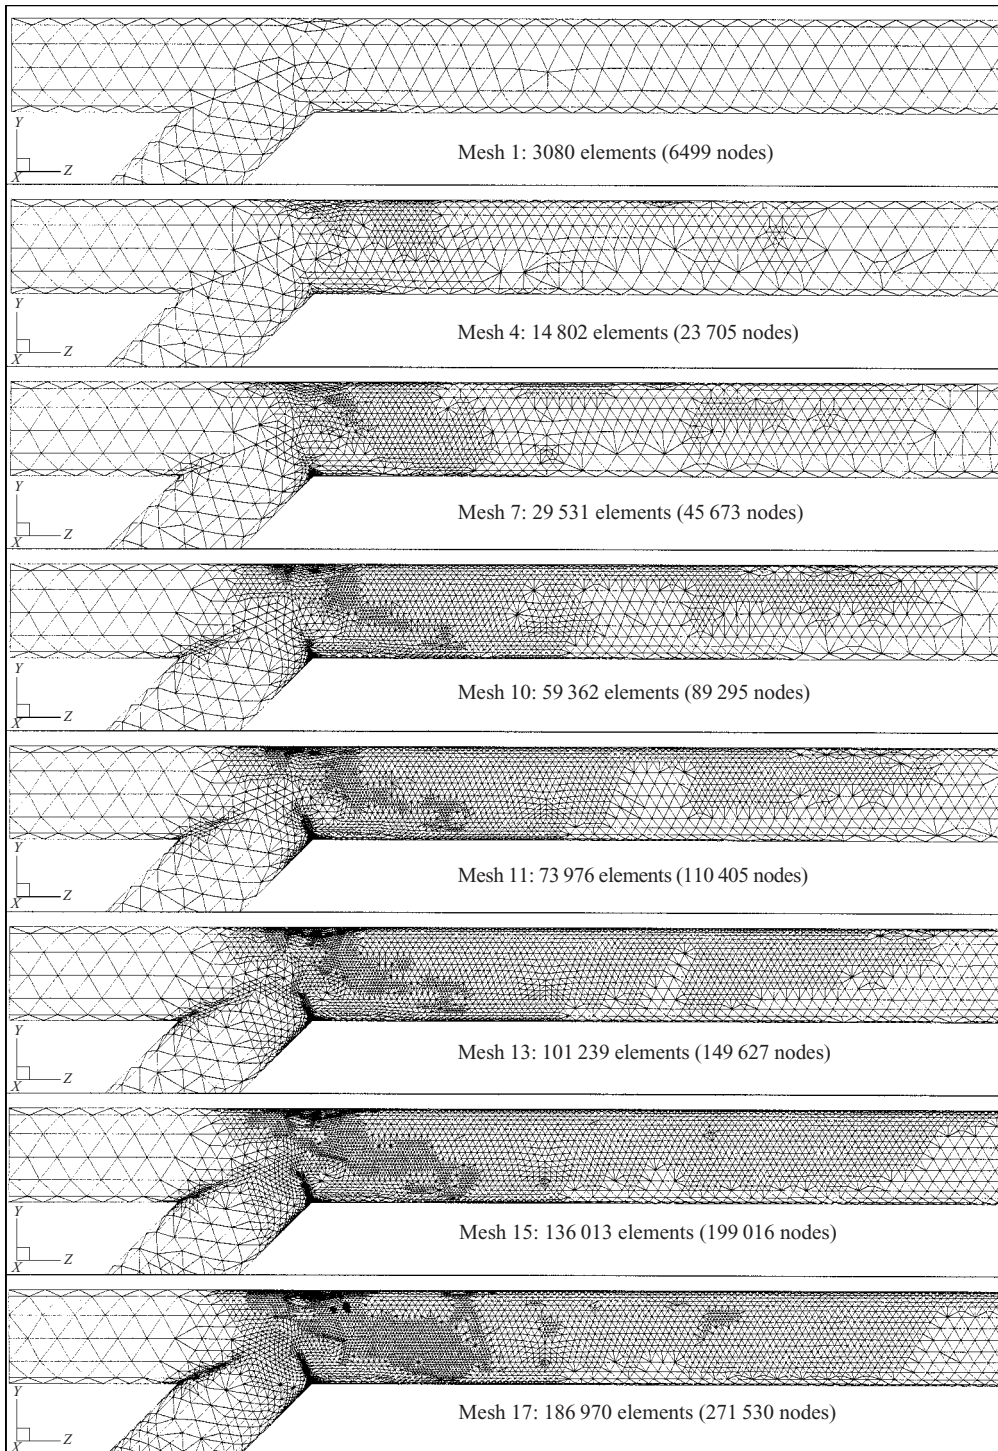 Y
Mesh 1: 3080 elements (6499 nodes)
X Z
Y
Mesh 4: 14 802 elements (23 705 nodes)
X Z
Y
Mesh 7: 29 531 elements (45 673 nodes)
X Z
Y
Mesh 10: 59 362 elements (89 295 nodes)
X Z
Y
Mesh 11: 73 976 elements (110 405 nodes)
X Z
Y
Mesh 13: 101 239 elements (149 627 nodes)
X Z
Y
Mesh 15: 136 013 elements (199 016 nodes)
X Z
Y
Mesh 17: 186 970 elements (271 530 nodes)
X Z